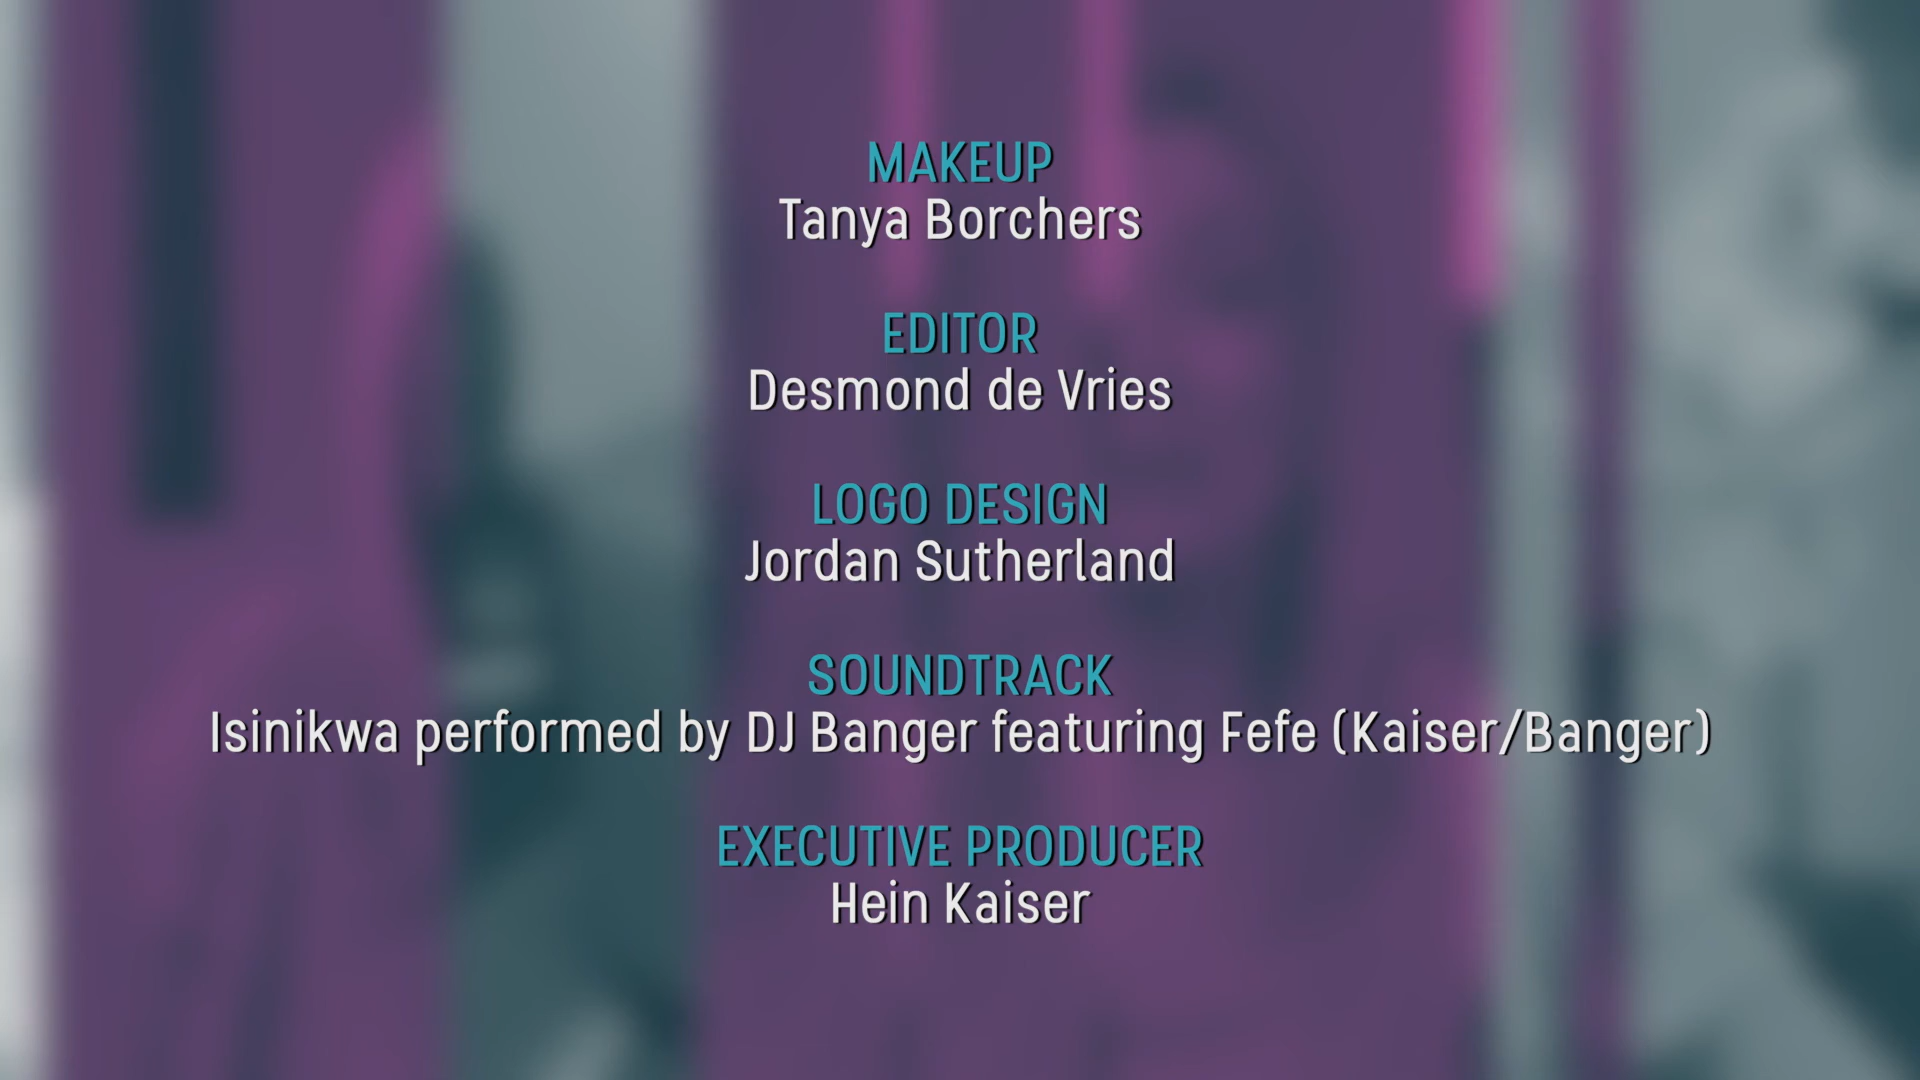 MAKEUP
Tanya Borchers
EDITOR
Desmond de Vries
LOGO DESIGN
Jordan Sutherland
SOUNDTRACK
Isinikwa performed by DJ Banger featuring Fefe (Kaiser/Banger)
EXECUTIVE PRODUCER
Hein Kaiser